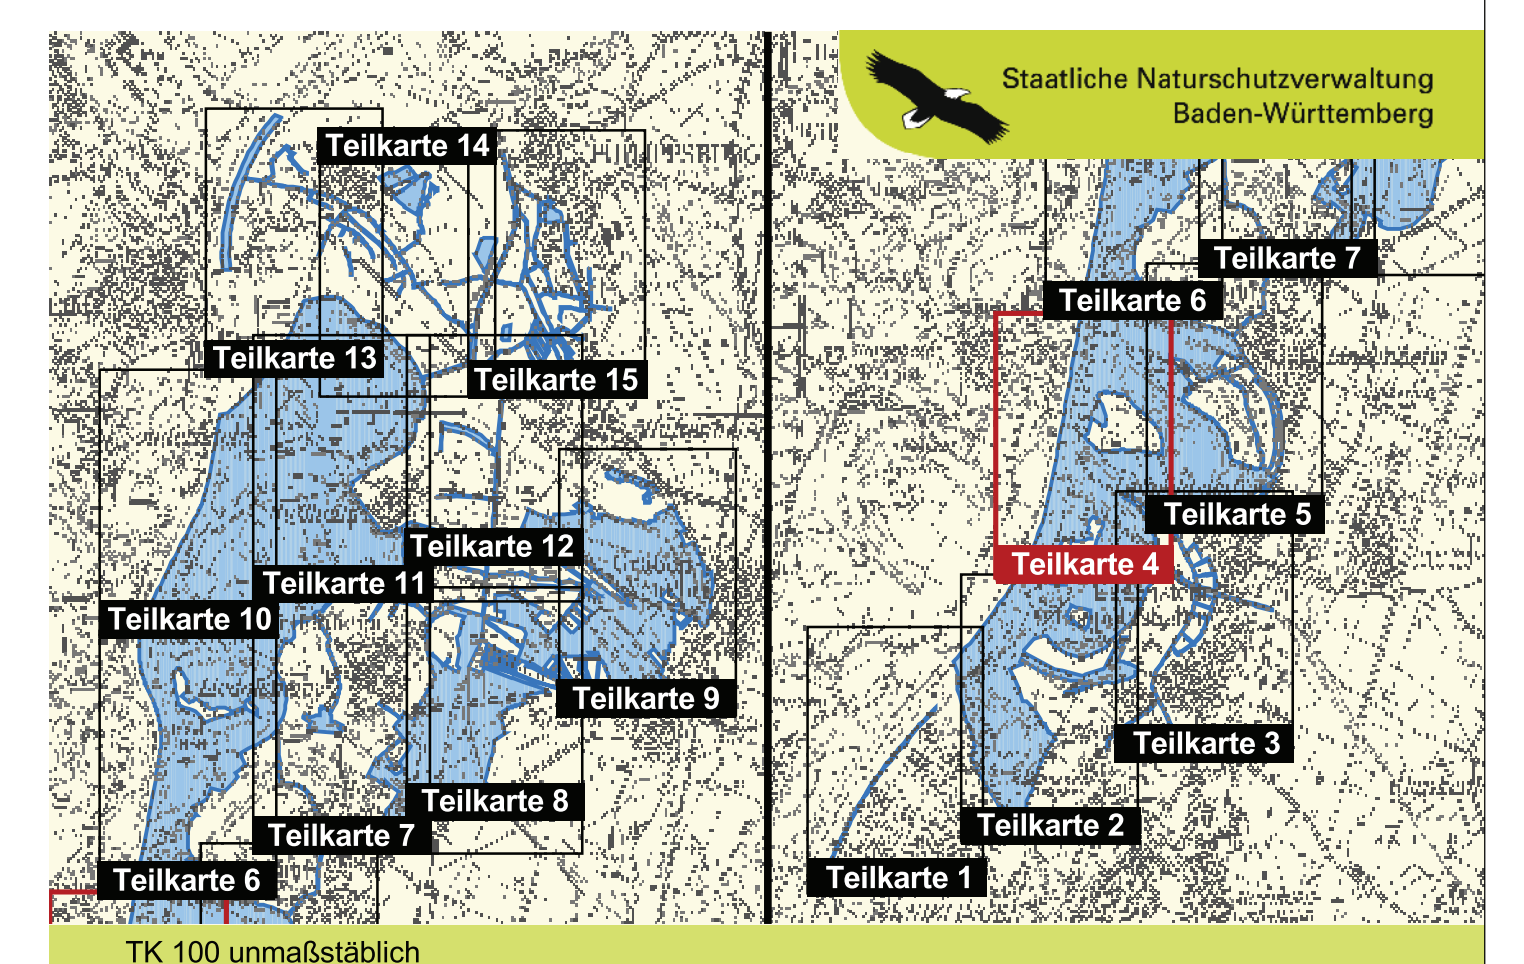 Staatliche Naturschutzverwaltung
Baden-Württemberg
Teilkarte 14
Teilkarte 13
Teilkarte 15
Teilkarte 12
Teilkarte 11
Teilkarte 10
Teilkarte 9
Teilkarte 8
Teilkarte 7
Teilkarte 6
Teilkarte 7
Teilkarte 6
Teilkarte 5
Teilkarte 4
Teilkarte 3
Teilkarte 2
Teilkarte 1
TK 100 unmaßstäblich